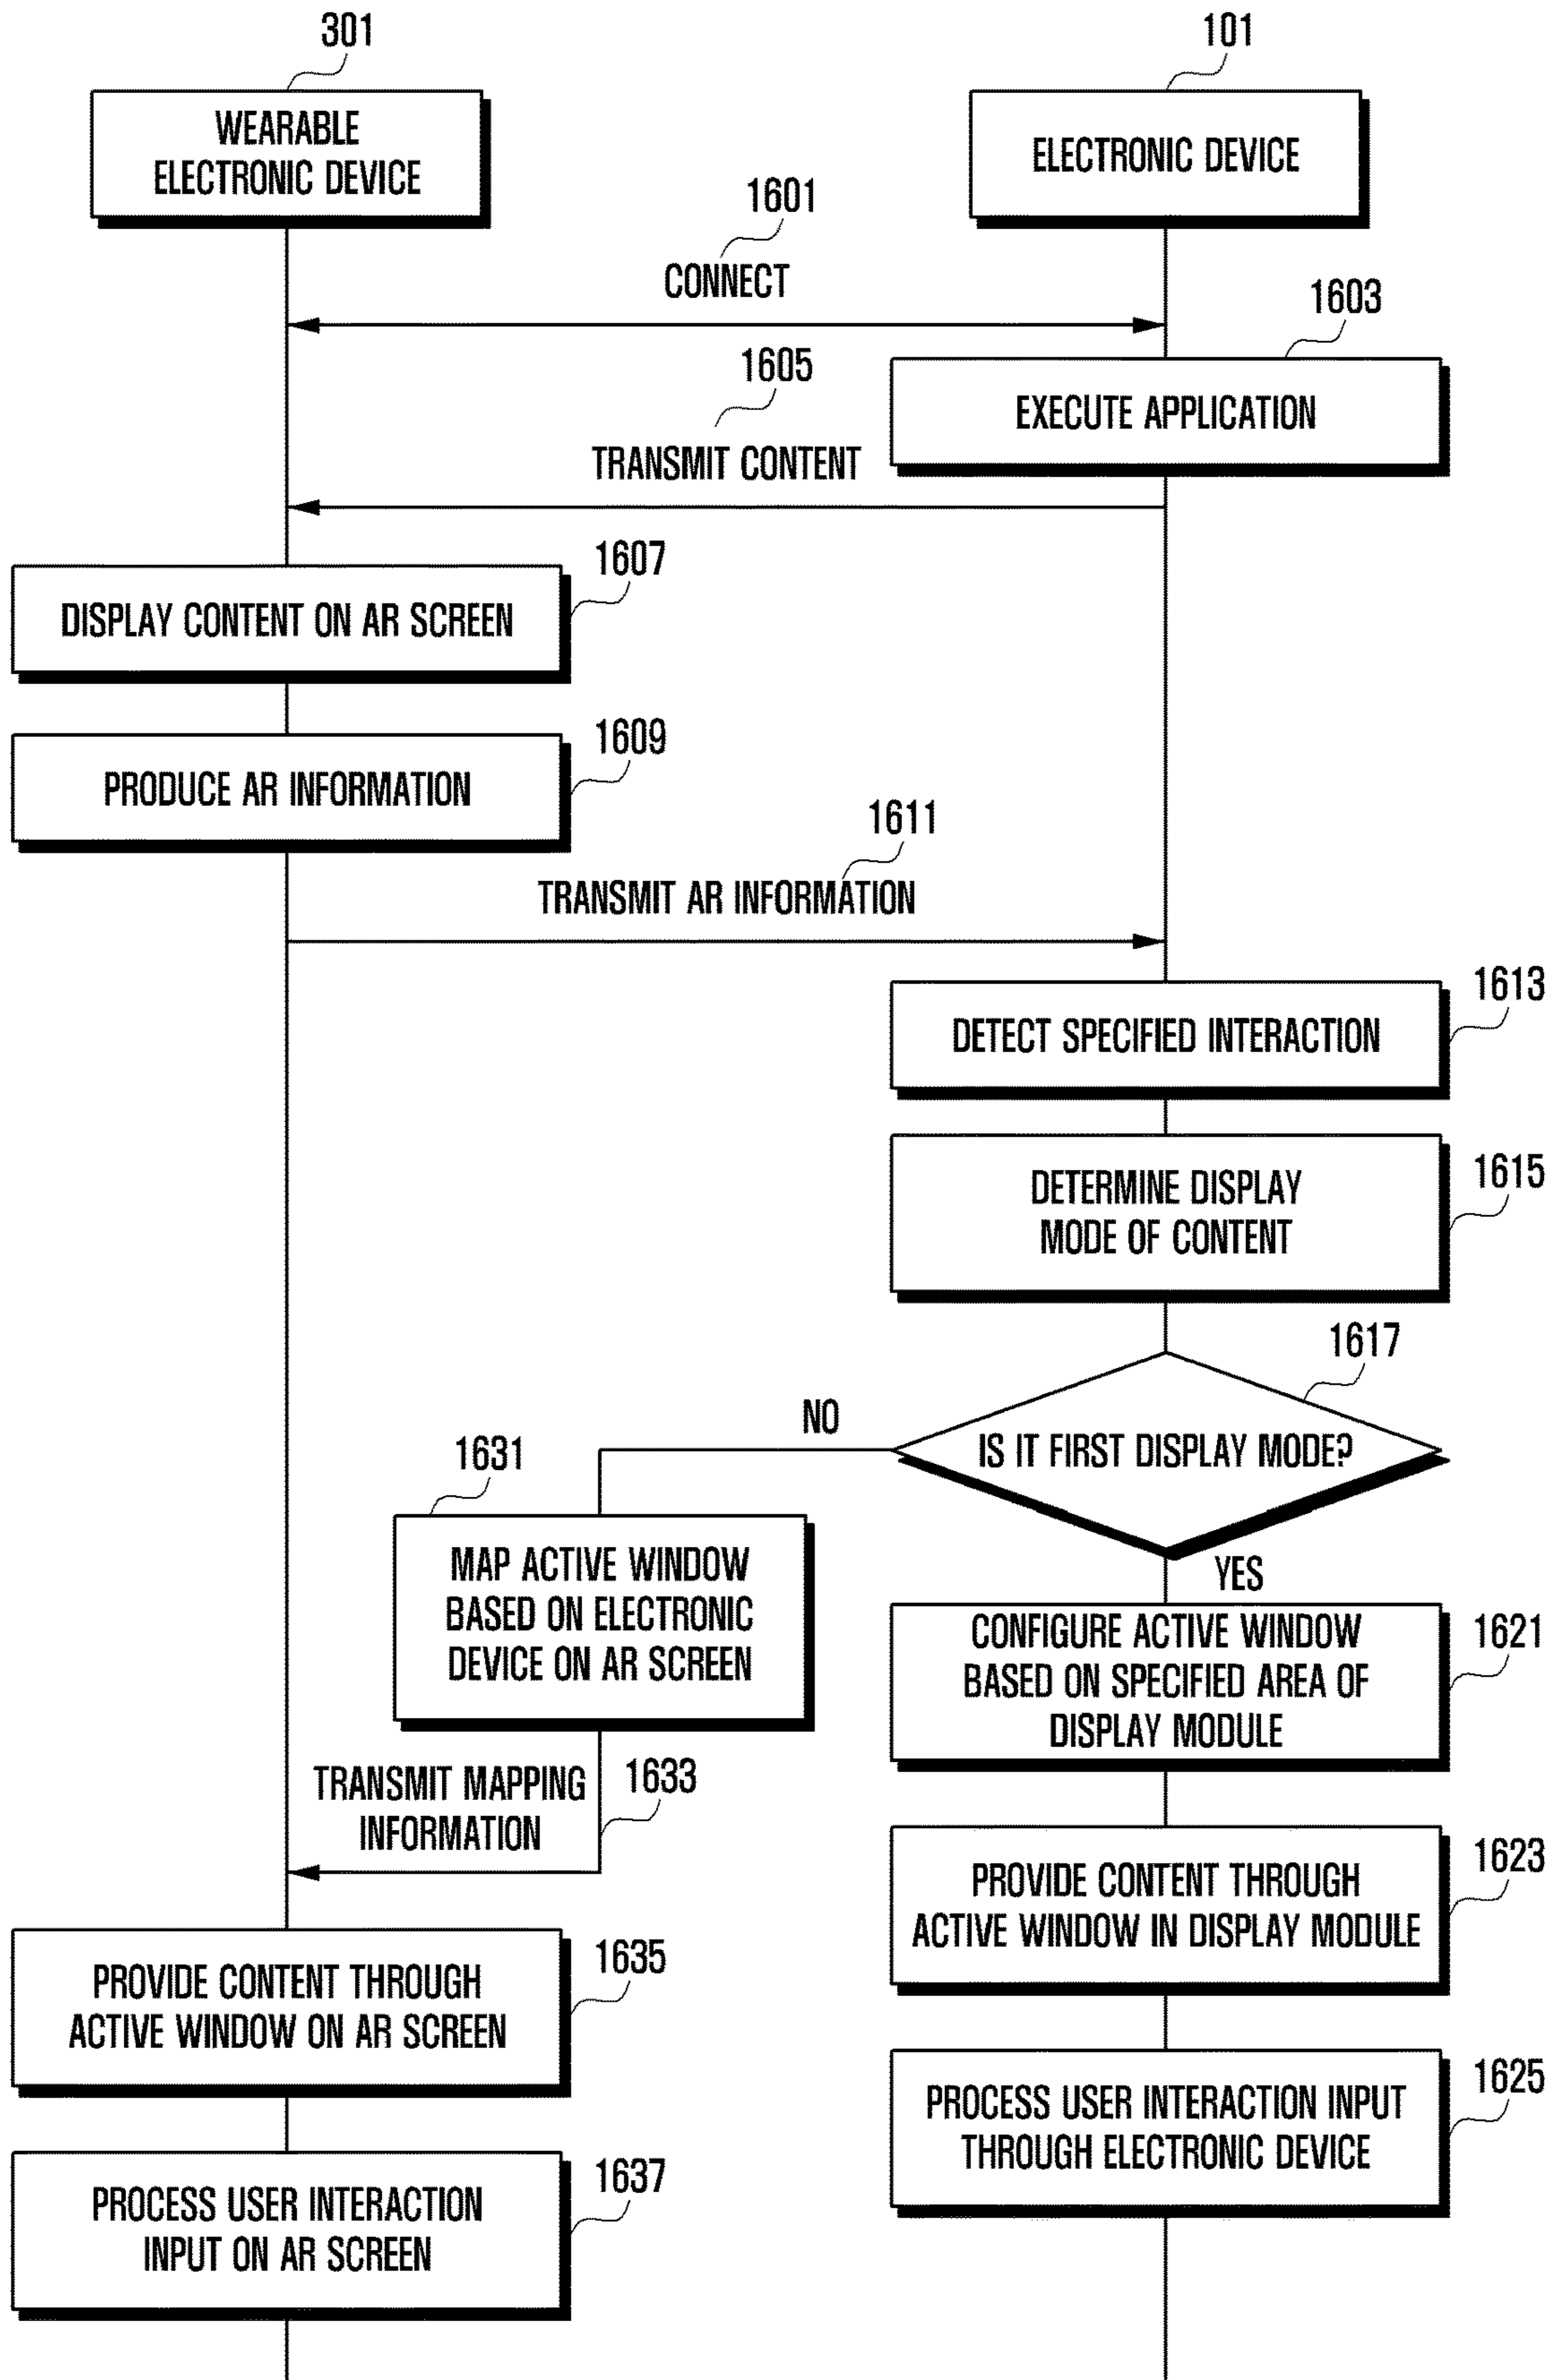 301
101
WEARABLE
ELECTRONIC DEVICE
ELECTRONIC DEVICE
1601
CONNECT
1603
EXECUTE APPLICATION
1605
TRANSMIT CONTENT
1607
DISPLAY CONTENT ON AR SCREEN
1609
PRODUCE AR INFORMATION
1611
TRANSMIT AR INFORMATION
1613
DETECT SPECIFIED INTERACTION
1615
DETERMINE DISPLAY
MODE OF CONTENT
1617
IS IT FIRST DISPLAY MODE?
NO
YES
1631
MAP ACTIVE WINDOW
BASED ON ELECTRONIC
DEVICE ON AR SCREEN
1621
CONFIGURE ACTIVE WINDOW
BASED ON SPECIFIED AREA OF
DISPLAY MODULE
1633
TRANSMIT MAPPING
INFORMATION
1623
PROVIDE CONTENT THROUGH
ACTIVE WINDOW IN DISPLAY MODULE
1635
PROVIDE CONTENT THROUGH
ACTIVE WINDOW ON AR SCREEN
1625
PROCESS USER INTERACTION INPUT
THROUGH ELECTRONIC DEVICE
1637
PROCESS USER INTERACTION
INPUT ON AR SCREEN